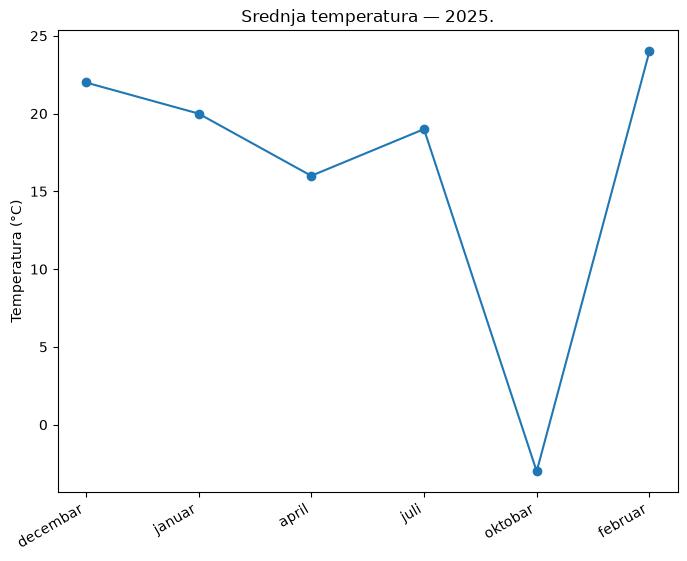 Srednja temperatura — 2025.
Temperatura (°C)
25
20
15
10
5
0
decembar
januar
april
juli
oktobar
februar